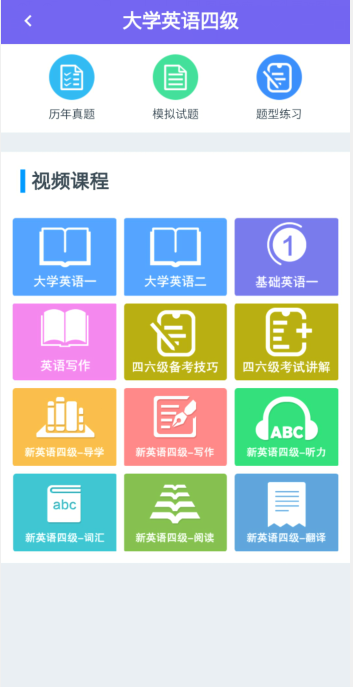 大学英语四级
历年真题 模拟试题 题型练习
视频课程
大学英语一 大学英语二 1 基础英语一
英语写作 四六级备考技巧 四六级考试讲解
新英语四级-导学 新英语四级-写作 ABC 新英语四级-听力
abc 新英语四级-词汇 新英语四级-阅读 新英语四级-翻译